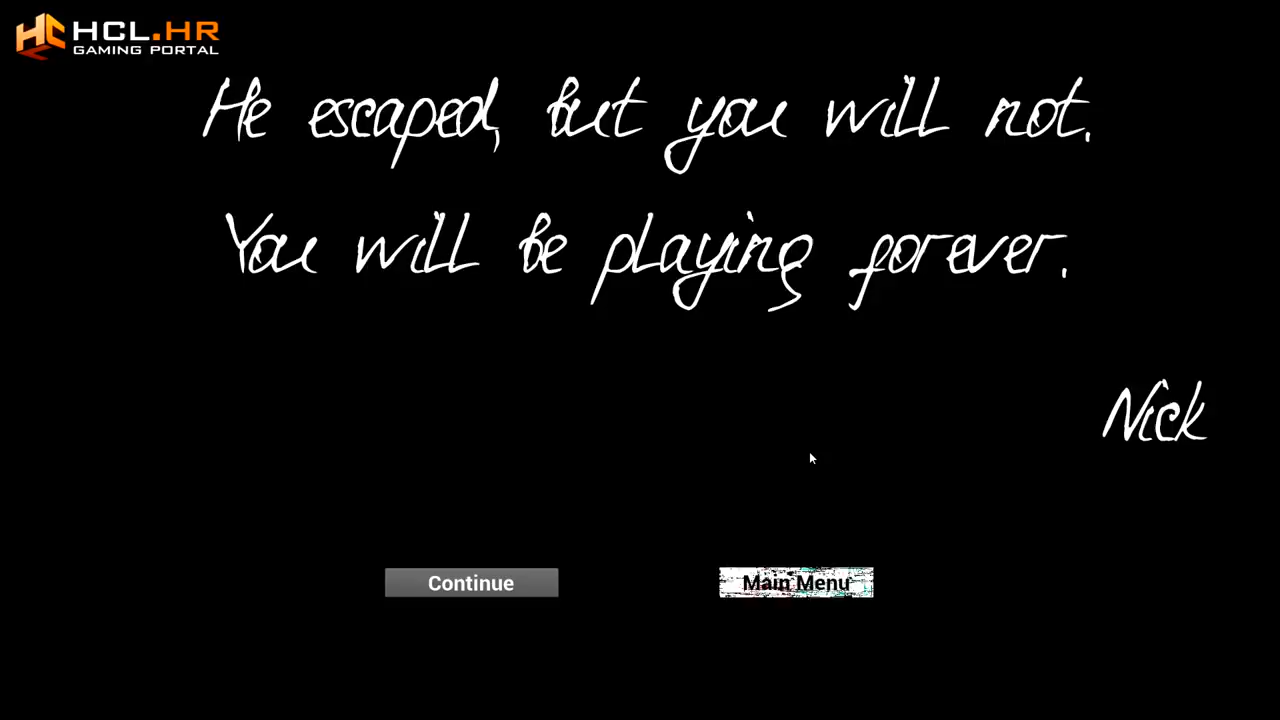 HCL.HR
GAMING PORTAL
He escaped, but you will not.
You will be playing forever.
Nick
Continue
Main Menu